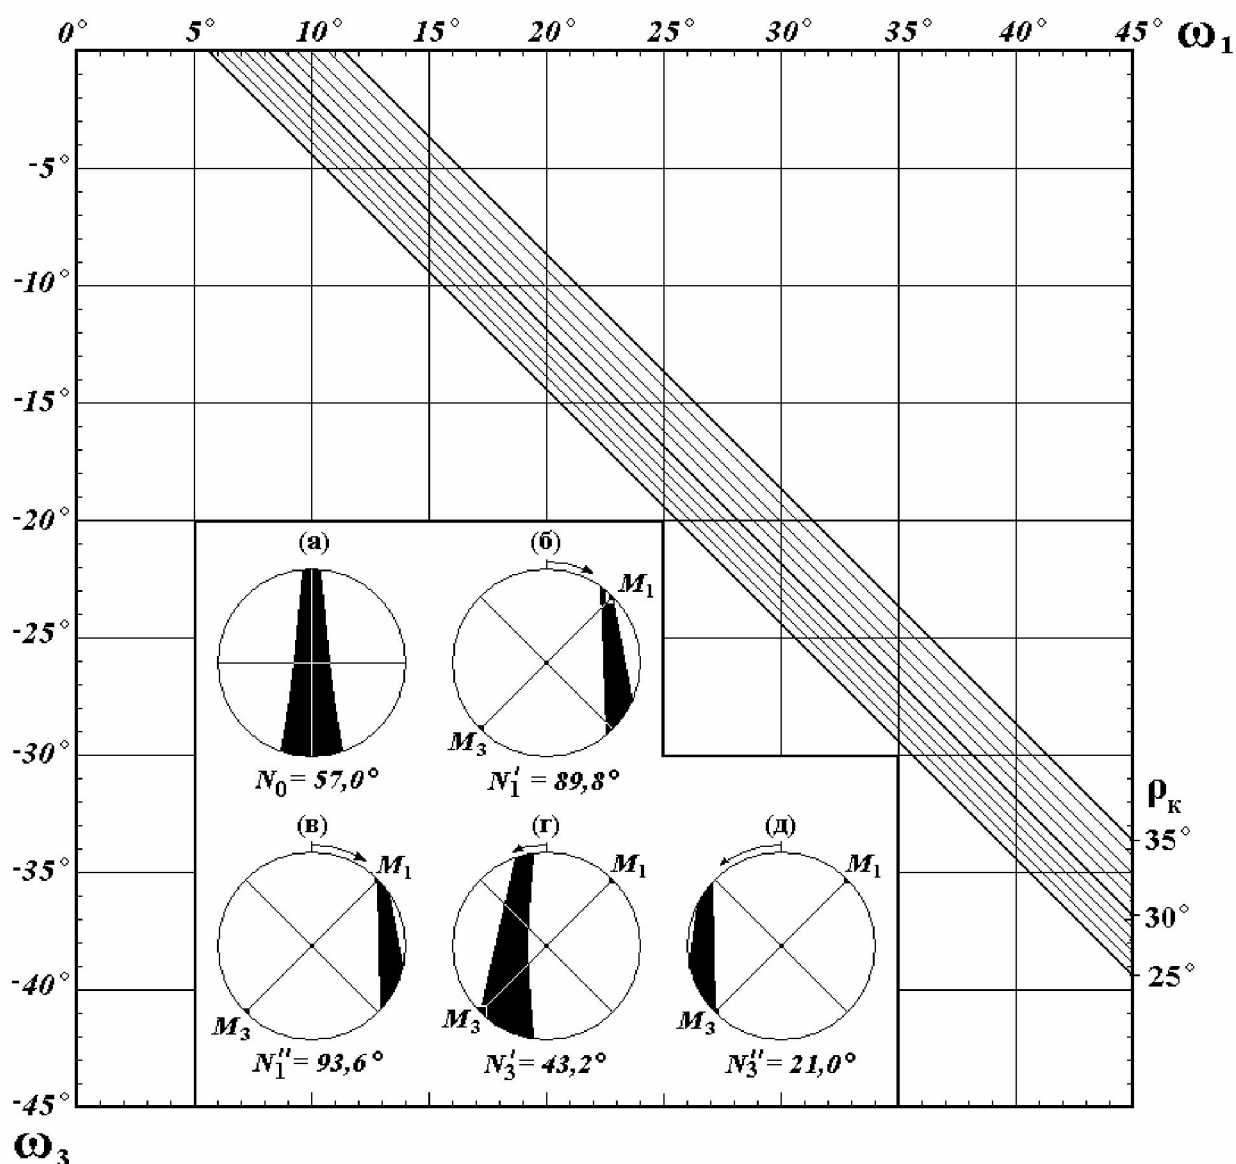 0° 5° 10° 15° 20° 25° 30° 35° 40° 45° ω₁
-5°
-10°
-15°
-20°
(а) (б)
M₁
-25°
M₃
-30°
N₀ = 57,0° N₁' = 89,8°
ρк
(в) (г) (д)
35°
M₁ M₁ M₁
-35°
30°
25°
-40°
M₃ M₃ M₃
N₁'' = 93,6° N₃' = 43,2° N₃'' = 21,0°
-45°
ω₃